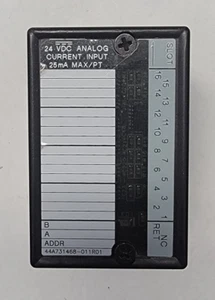 24 VDC ANALOG
CURRENT INPUT
25mA MAX/PT
B
A
ADDR
44A731468-011R01
SLOT
16 15
14 13
12 11
10 9
8 7
6 5
4 3
2 1
RET NC